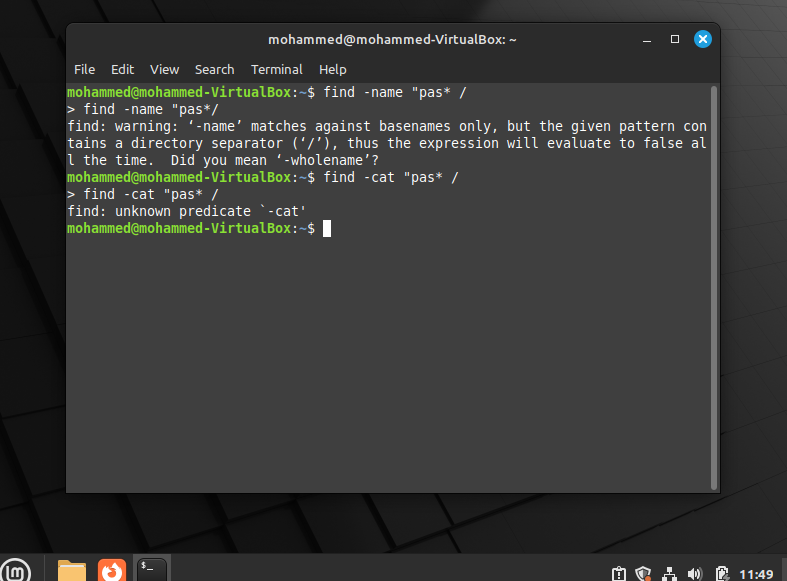 mohammed@mohammed-VirtualBox: ~
File Edit View Search Terminal Help
mohammed@mohammed-VirtualBox:~$ find -name "pas* /
> find -name "pas*/
find: warning: ‘-name’ matches against basenames only, but the given pattern con
tains a directory separator (‘/’), thus the expression will evaluate to false al
l the time.  Did you mean ‘-wholename’?
mohammed@mohammed-VirtualBox:~$ find -cat "pas* /
> find -cat "pas* /
find: unknown predicate `-cat'
mohammed@mohammed-VirtualBox:~$
lm $_ 11:49